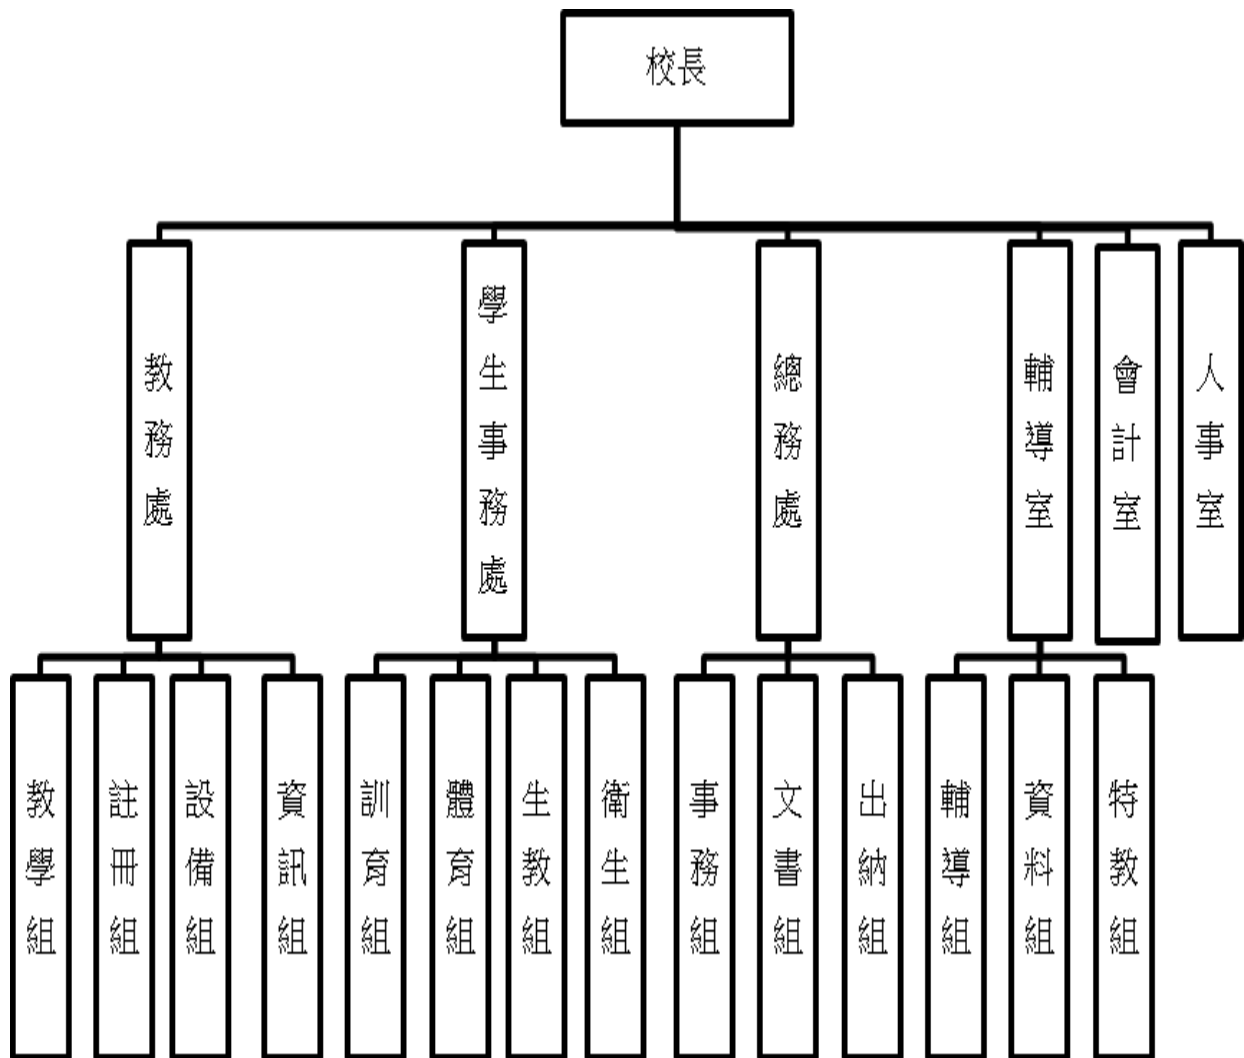 校長
教務處
學生事務處
總務處
輔導室
會計室
人事室
教學組
註冊組
設備組
資訊組
訓育組
體育組
生教組
衛生組
事務組
文書組
出納組
輔導組
資料組
特教組